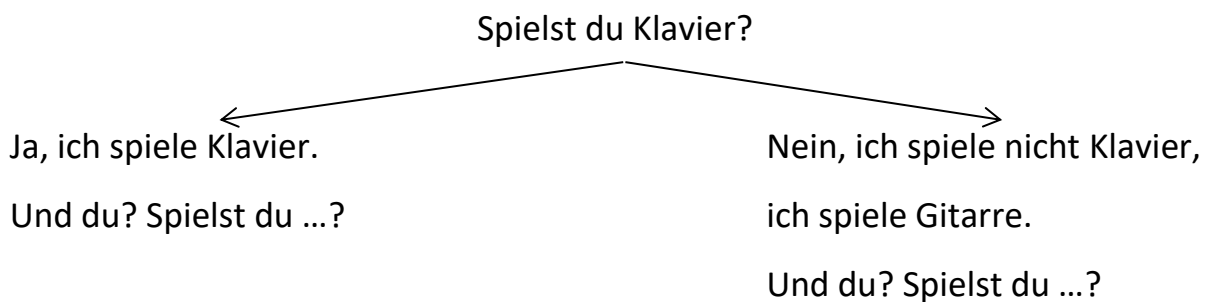 Spielst du Klavier?
Ja, ich spiele Klavier.
Und du? Spielst du …?
Nein, ich spiele nicht Klavier,
ich spiele Gitarre.
Und du? Spielst du …?